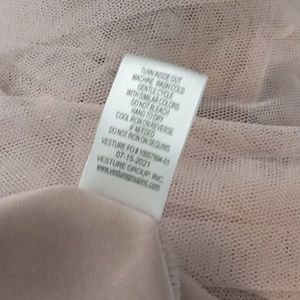 TURN INSIDE OUT
MACHINE WASH COLD
GENTLE CYCLE
WITH SIMILAR COLORS
DO NOT BLEACH
HANG TO DRY
COOL IRON ON REVERSE
IF NEEDED
DO NOT IRON ON SEQUINS
VESTURE PO # 10007994-01
07-15-2021
VESTURE GROUP INC.
www.vesturegroupinc.com